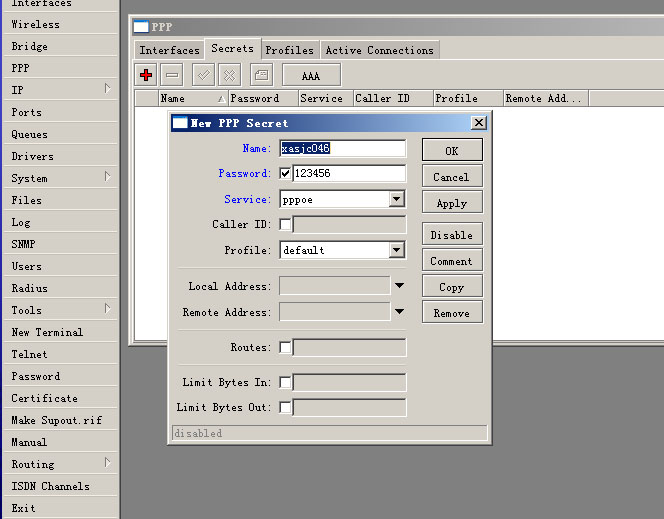 Interfaces
Wireless
Bridge
PPP
IP
Ports
Queues
Drivers
System
Files
Log
SNMP
Users
Radius
Tools
New Terminal
Telnet
Password
Certificate
Make Supout.rif
Manual
Routing
ISDN Channels
Exit
PPP
Interfaces Secrets Profiles Active Connections
AAA
Name Password Service Caller ID Profile Remote Add...
New PPP Secret
Name: xasjc046
Password: 123456
Service: pppoe
Caller ID:
Profile: default
Local Address:
Remote Address:
Routes:
Limit Bytes In:
Limit Bytes Out:
disabled
OK
Cancel
Apply
Disable
Comment
Copy
Remove